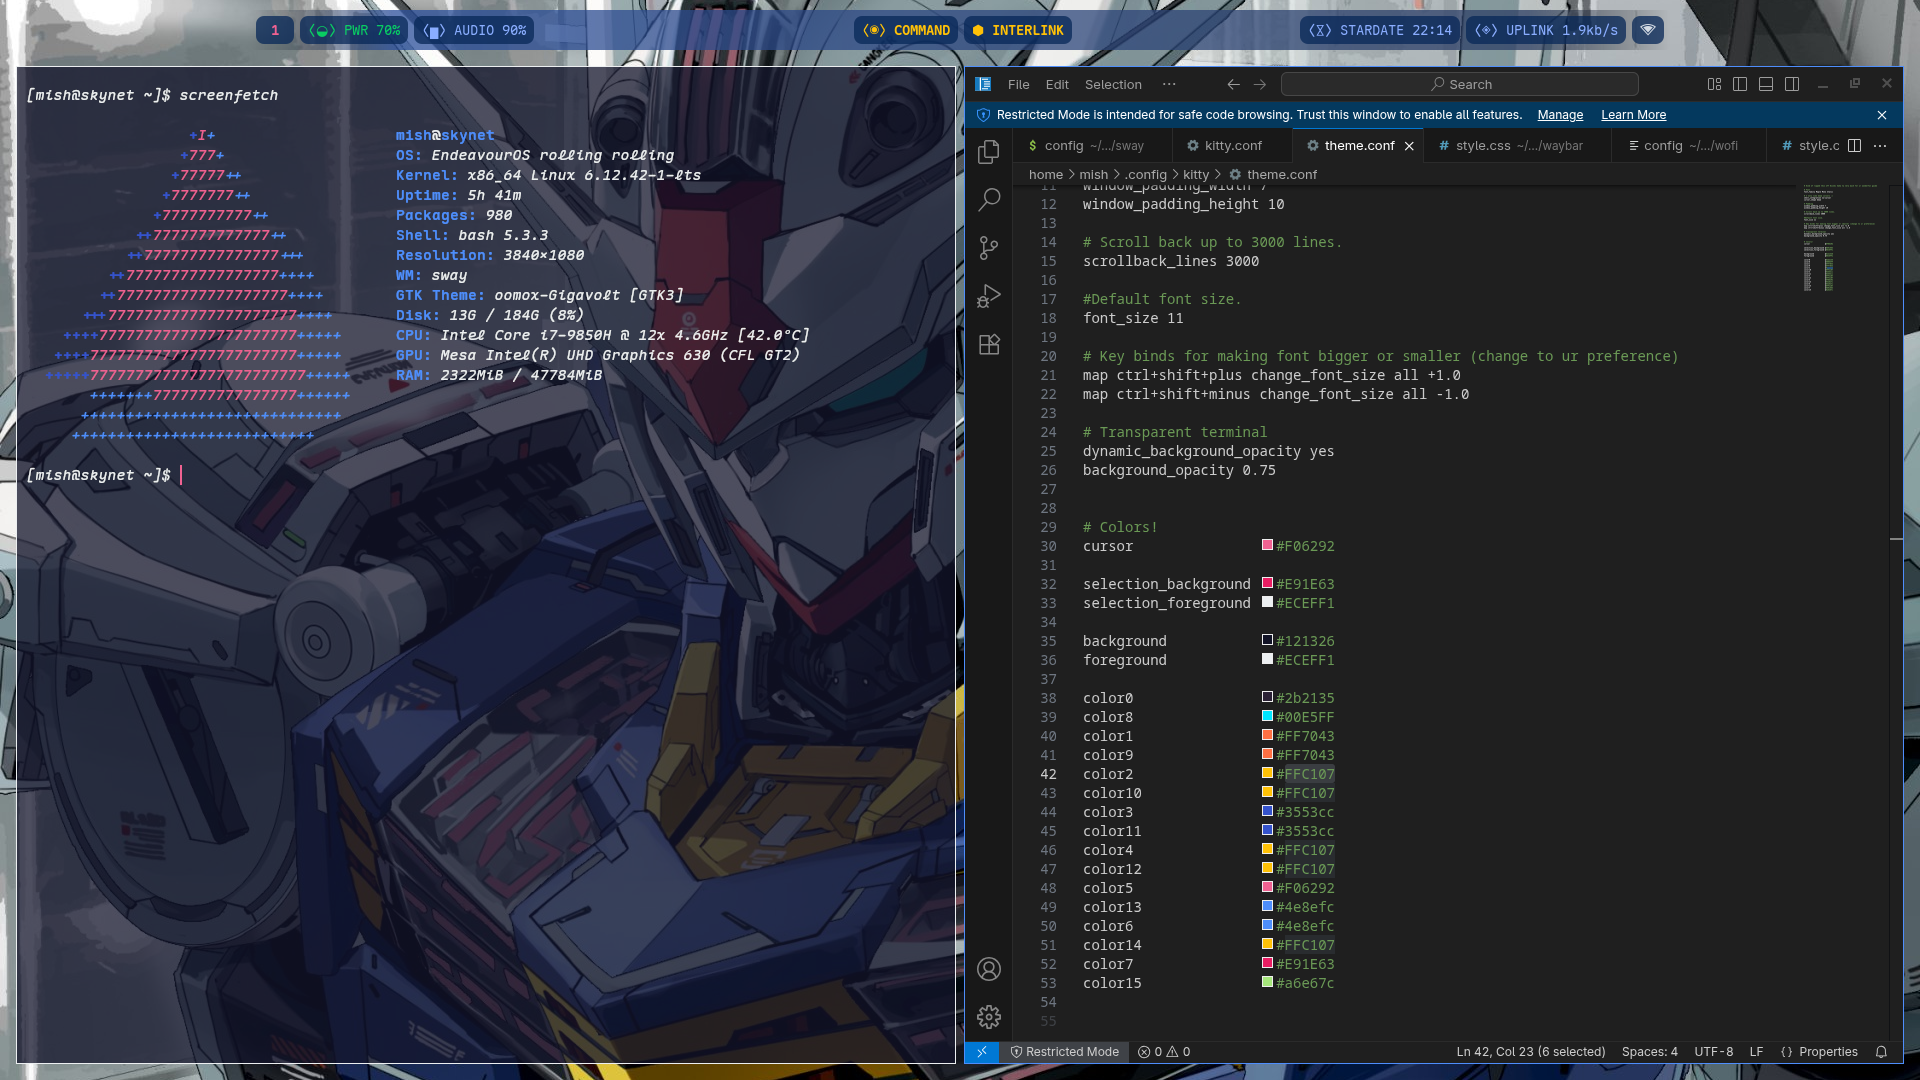 1 PWR 70% AUDIO 90% COMMAND INTERLINK STARDATE 22:14 UPLINK 1.9kb/s
[mish@skynet ~]$ screenfetch
+I+
+777+
+77777++
+7777777++
+7777777777++
++7777777777777++
++777777777777777+++
++77777777777777777++++
++7777777777777777777++++
+++777777777777777777777++++
++++7777777777777777777777+++++
++++77777777777777777777777+++++
+++++777777777777777777777777+++++
+++++++7777777777777777++++++
+++++++++++++++++++++++++++++
+++++++++++++++++++++++++++
mish@skynet
OS: EndeavourOS rolling rolling
Kernel: x86_64 Linux 6.12.42-1-lts
Uptime: 5h 41m
Packages: 980
Shell: bash 5.3.3
Resolution: 3840x1080
WM: sway
GTK Theme: oomox-Gigavolt [GTK3]
Disk: 13G / 184G (8%)
CPU: Intel Core i7-9850H @ 12x 4.6GHz [42.0°C]
GPU: Mesa Intel(R) UHD Graphics 630 (CFL GT2)
RAM: 2322MiB / 47784MiB
[mish@skynet ~]$
File Edit Selection ··· Search
Restricted Mode is intended for safe code browsing. Trust this window to enable all features. Manage Learn More
$ config ~/.../sway kitty.conf theme.conf # style.css ~/.../waybar config ~/.../wofi # style.c
home > mish > .config > kitty > theme.conf
11 window_padding_width 7
12 window_padding_height 10
13
14 # Scroll back up to 3000 lines.
15 scrollback_lines 3000
16
17 #Default font size.
18 font_size 11
19
20 # Key binds for making font bigger or smaller (change to ur preference)
21 map ctrl+shift+plus change_font_size all +1.0
22 map ctrl+shift+minus change_font_size all -1.0
23
24 # Transparent terminal
25 dynamic_background_opacity yes
26 background_opacity 0.75
27
28
29 # Colors!
30 cursor #F06292
31
32 selection_background #E91E63
33 selection_foreground #ECEFF1
34
35 background #121326
36 foreground #ECEFF1
37
38 color0 #2b2135
39 color8 #00E5FF
40 color1 #FF7043
41 color9 #FF7043
42 color2 #FFC107
43 color10 #FFC107
44 color3 #3553cc
45 color11 #3553cc
46 color4 #FFC107
47 color12 #FFC107
48 color5 #F06292
49 color13 #4e8efc
50 color6 #4e8efc
51 color14 #FFC107
52 color7 #E91E63
53 color15 #a6e67c
54
55
Restricted Mode 0 0 Ln 42, Col 23 (6 selected) Spaces: 4 UTF-8 LF {} Properties